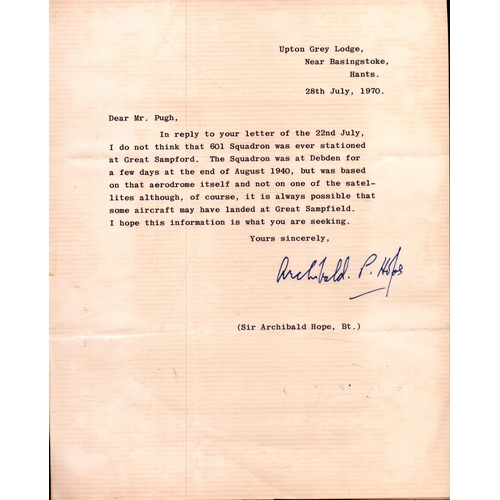 Upton Grey Lodge,
Near Basingstoke,
Hants.
28th July, 1970.
Dear Mr. Pugh,
In reply to your letter of the 22nd July,
I do not think that 601 Squadron was ever stationed
at Great Sampford. The Squadron was at Debden for
a few days at the end of August 1940, but was based
on that aerodrome itself and not on one of the satel-
lites although, of course, it is always possible that
some aircraft may have landed at Great Sampfield.
I hope this information is what you are seeking.
Yours sincerely,
Archibald. P. Hope
(Sir Archibald Hope, Bt.)